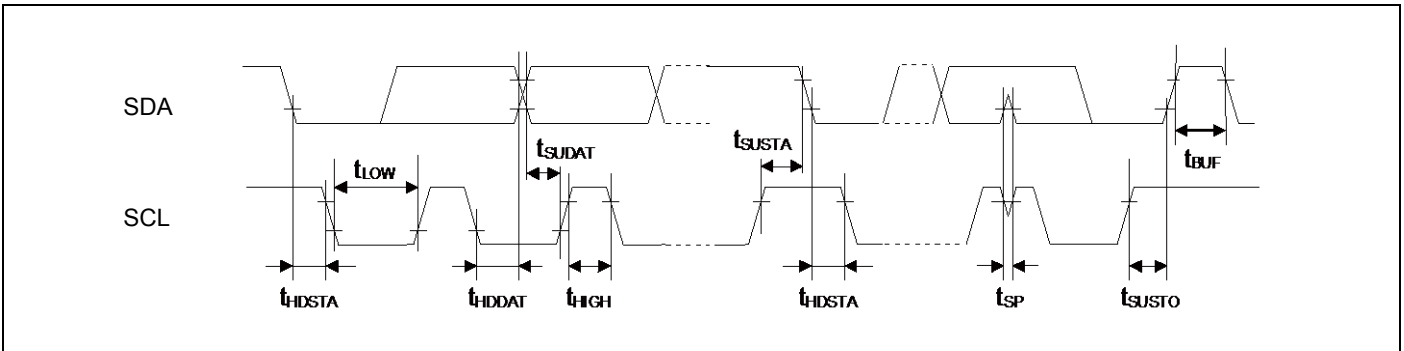 SDA
tSUDAT
tSUSTA
tLOW
tBUF
SCL
tHDSTA
tHDDAT
tHIGH
tHDSTA
tSP
tSUSTO